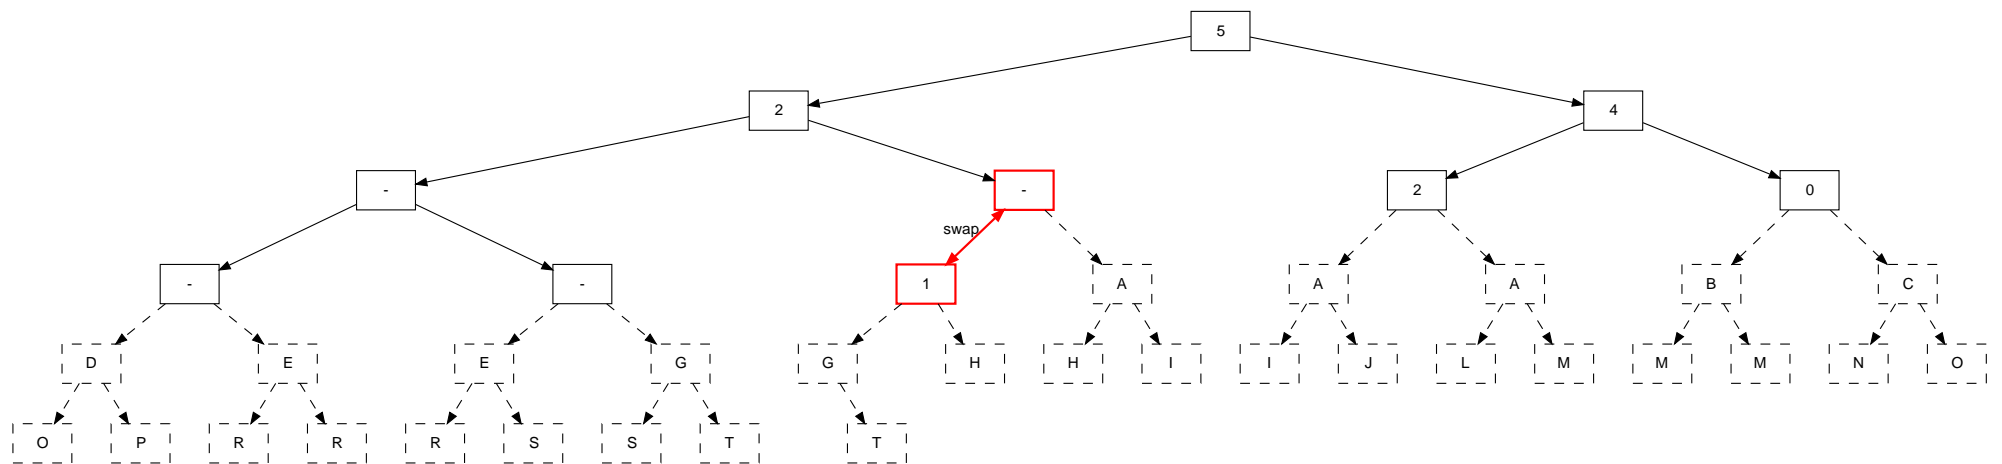 5
2 4
- - 2 0
swap
- - 1 A A A B C
D E E G G H H I I J L M M M N O
O P R R R S S T T